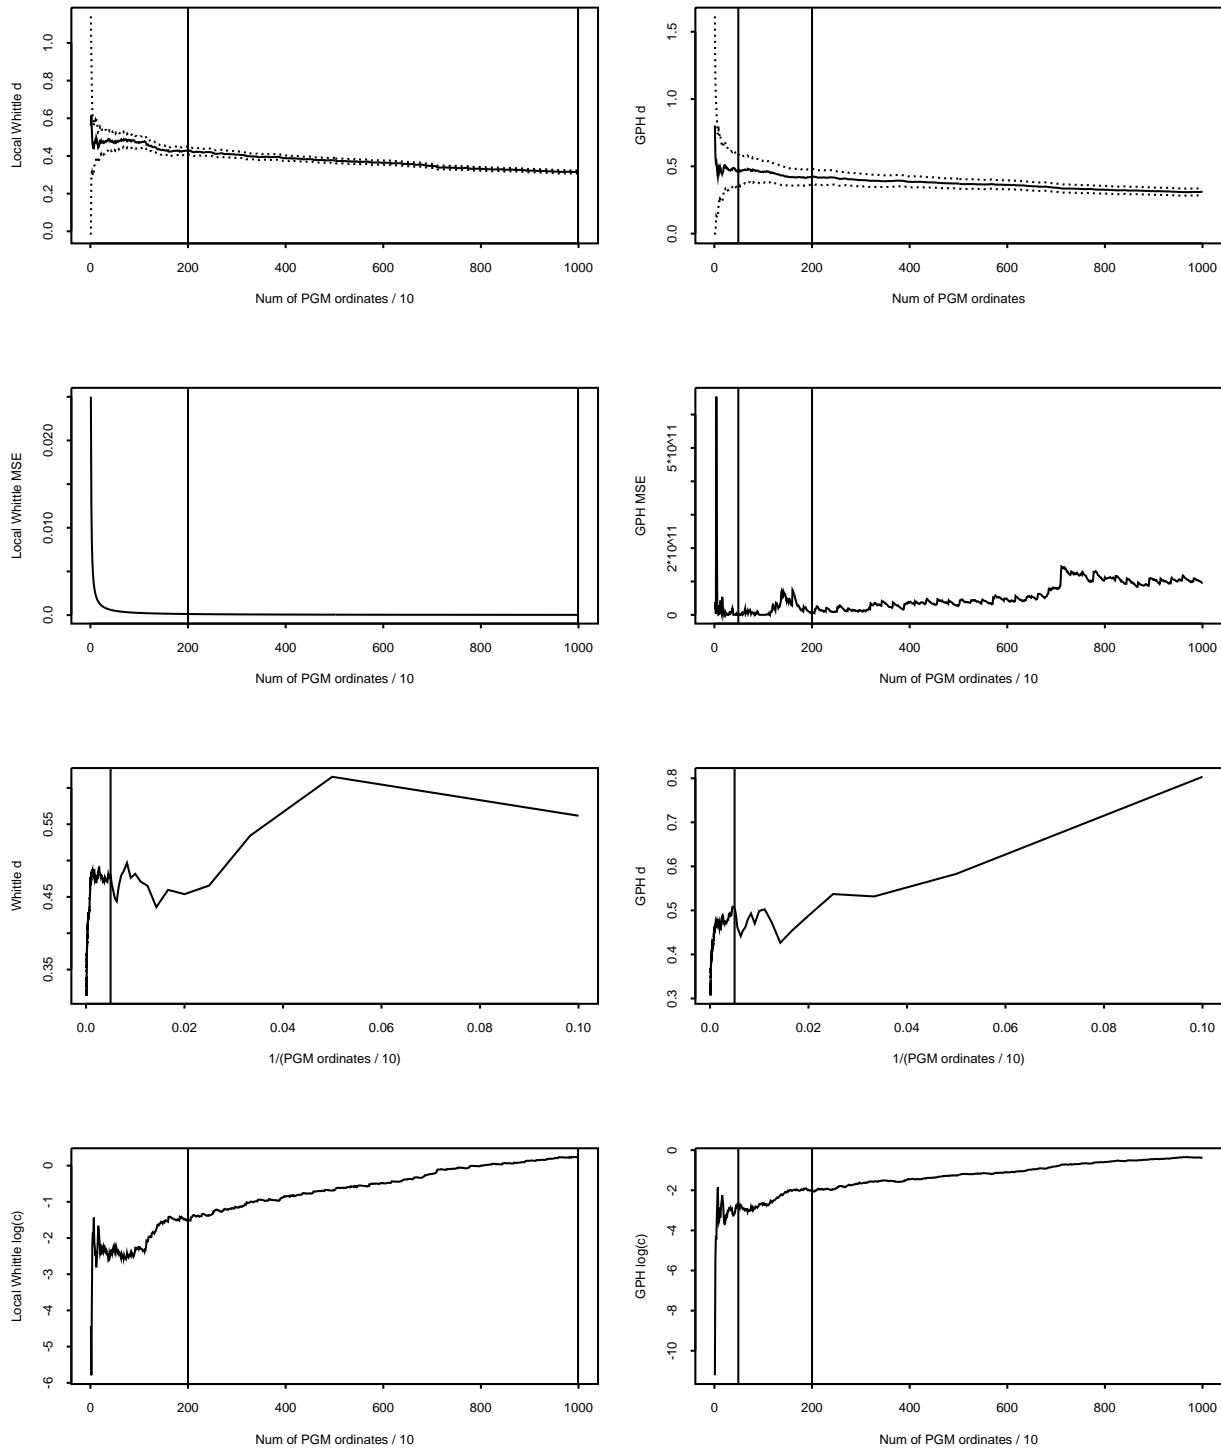 Local Whittle d
0.0 0.2 0.4 0.6 0.8 1.0
0 200 400 600 800 1000
Num of PGM ordinates / 10
GPH d
0.0 0.5 1.0 1.5
0 200 400 600 800 1000
Num of PGM ordinates
Local Whittle MSE
0.0 0.010 0.020
0 200 400 600 800 1000
Num of PGM ordinates / 10
GPH MSE
0 2*10^11 5*10^11
0 200 400 600 800 1000
Num of PGM ordinates / 10
Whittle d
0.35 0.45 0.55
0.0 0.02 0.04 0.06 0.08 0.10
1/(PGM ordinates / 10)
GPH d
0.3 0.4 0.5 0.6 0.7 0.8
0.0 0.02 0.04 0.06 0.08 0.10
1/(PGM ordinates / 10)
Local Whittle log(c)
-6 -5 -4 -3 -2 -1 0
0 200 400 600 800 1000
Num of PGM ordinates / 10
GPH log(c)
-10 -8 -6 -4 -2 0
0 200 400 600 800 1000
Num of PGM ordinates / 10